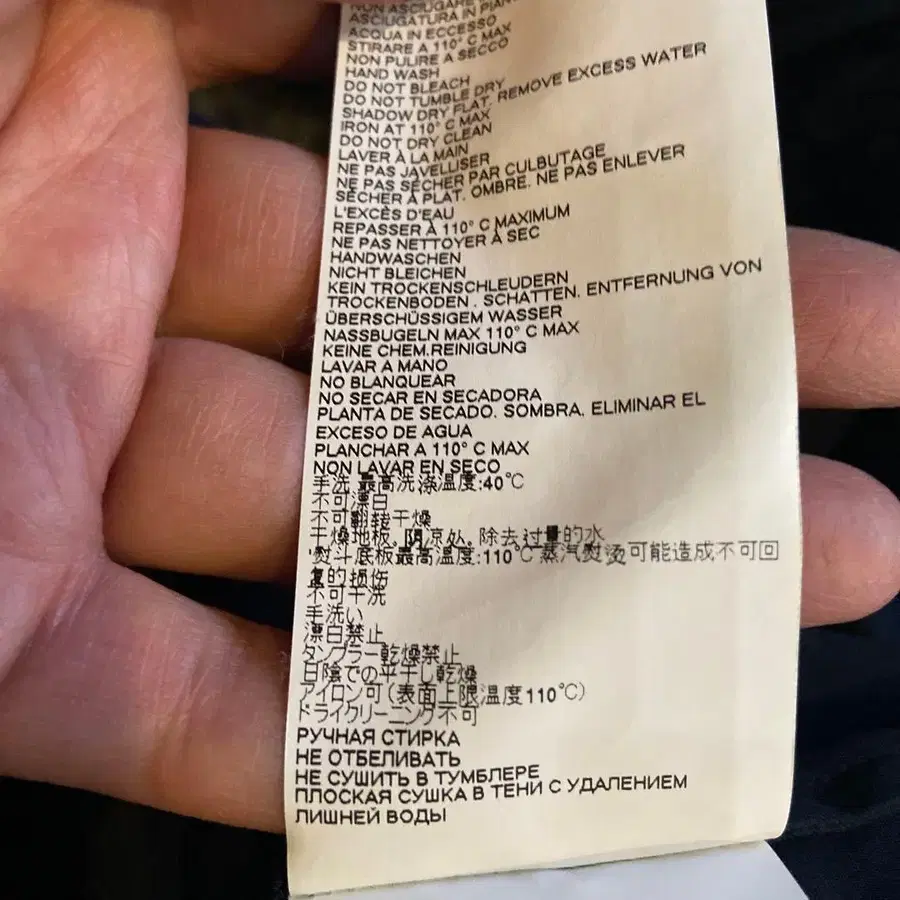 NON ASCIUGARE
ASCIUGATURA IN PIAN
ACQUA IN ECCESSO
STIRARE A 110° C MAX
NON PULIRE A SECCO
HAND WASH
DO NOT BLEACH
DO NOT TUMBLE DRY
SHADOW DRY FLAT. REMOVE EXCESS WATER
IRON AT 110° C MAX
DO NOT DRY CLEAN
LAVER À LA MAIN
NE PAS JAVELLISER
NE PAS SÉCHER PAR CULBUTAGE
SÉCHER À PLAT. OMBRE. NE PAS ENLEVER
L'EXCÈS D'EAU
REPASSER À 110° C MAXIMUM
NE PAS NETTOYER À SEC
HANDWASCHEN
NICHT BLEICHEN
KEIN TROCKENSCHLEUDERN
TROCKENBODEN . SCHATTEN. ENTFERNUNG VON
ÜBERSCHÜSSIGEM WASSER
NASSBUGELN MAX 110° C MAX
KEINE CHEM.REINIGUNG
LAVAR A MANO
NO BLANQUEAR
NO SECAR EN SECADORA
PLANTA DE SECADO. SOMBRA. ELIMINAR EL
EXCESO DE AGUA
PLANCHAR A 110° C MAX
NON LAVAR EN SECO
手洗 最高洗涤温度:40℃
不可漂白
不可翻转干燥
干燥地板。阴凉处。除去过量的水
熨斗底板最高温度:110℃ 蒸汽熨烫可能造成不可回
复的损伤
不可干洗
手洗い
漂白禁止
タンブラー乾燥禁止
日陰での平干し乾燥
アイロン可(表面上限温度110℃)
ドライクリーニング不可
РУЧНАЯ СТИРКА
НЕ ОТБЕЛИВАТЬ
НЕ СУШИТЬ В ТУМБЛЕРЕ
ПЛОСКАЯ СУШКА В ТЕНИ С УДАЛЕНИЕМ
ЛИШНЕЙ ВОДЫ